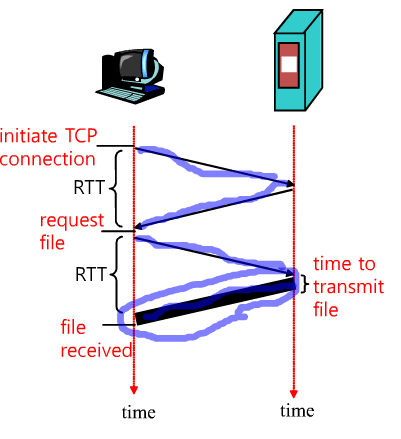 initiate TCP
connection
RTT
request
file
RTT
time to
transmit
file
file
received
time
time